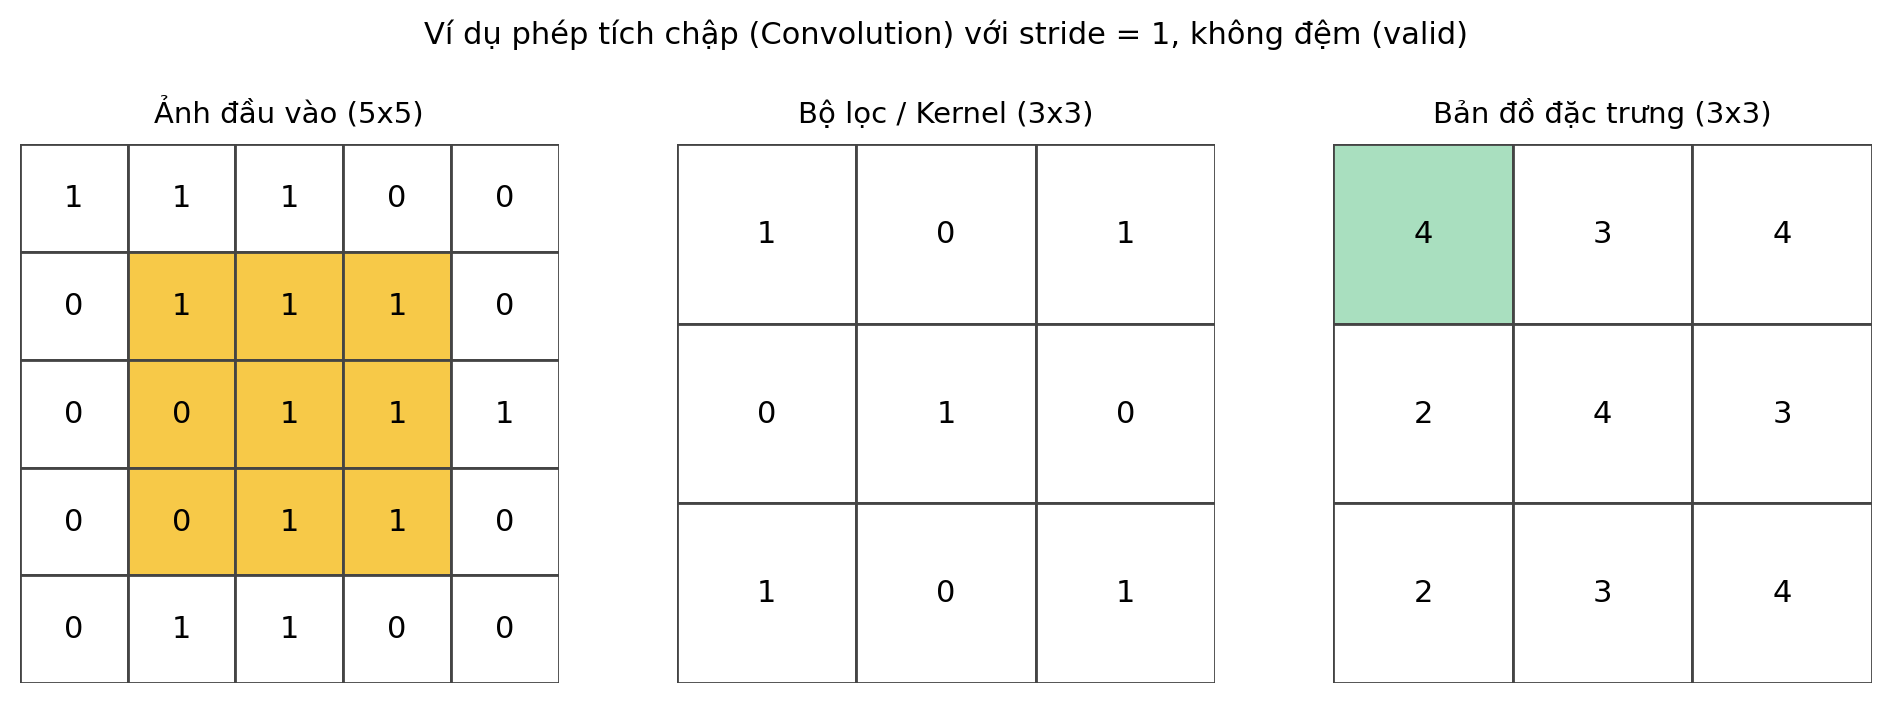 Ví dụ phép tích chập (Convolution) với stride = 1, không đệm (valid)
Ảnh đầu vào (5x5)
1 1 1 0 0
0 1 1 1 0
0 0 1 1 1
0 0 1 1 0
0 1 1 0 0
Bộ lọc / Kernel (3x3)
1 0 1
0 1 0
1 0 1
Bản đồ đặc trưng (3x3)
4 3 4
2 4 3
2 3 4